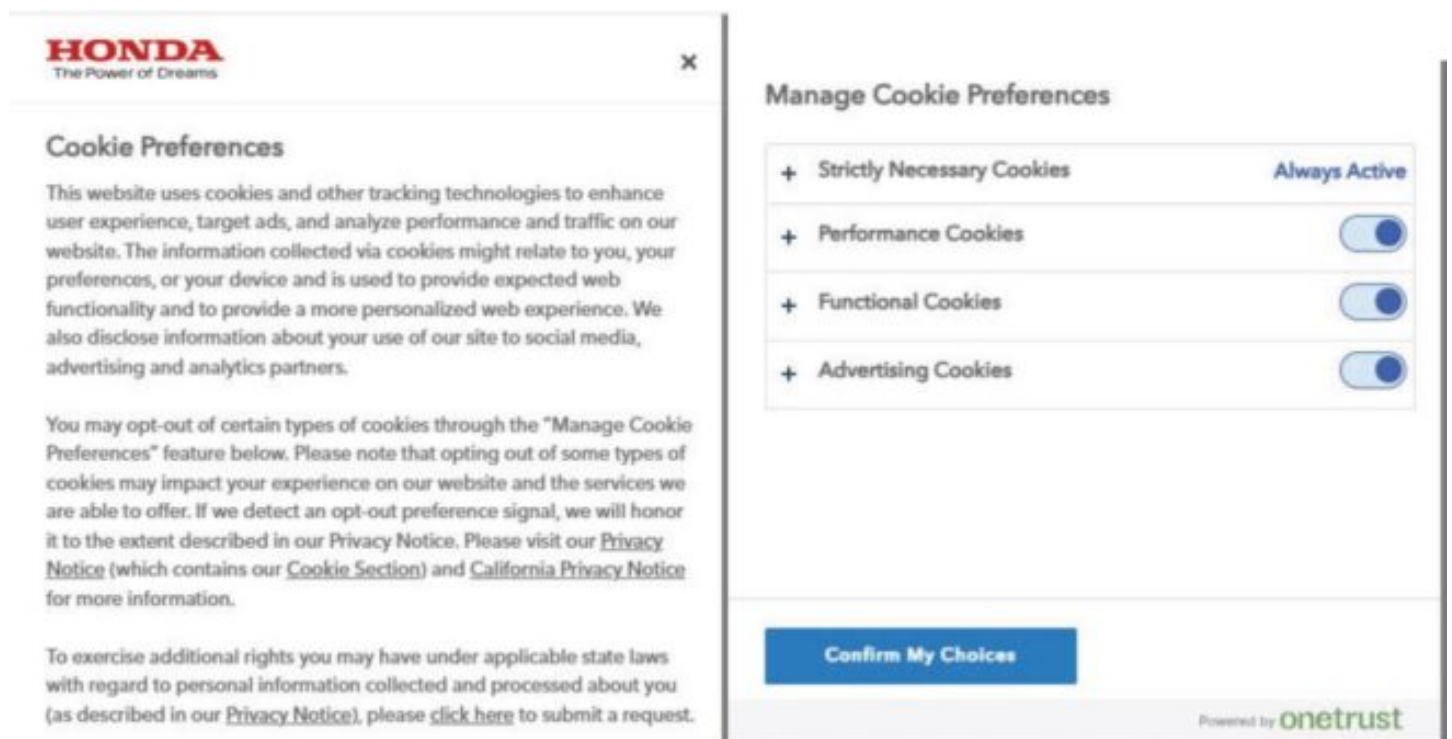 HONDA
The Power of Dreams
×
Cookie Preferences
This website uses cookies and other tracking technologies to enhance
user experience, target ads, and analyze performance and traffic on our
website. The information collected via cookies might relate to you, your
preferences, or your device and is used to provide expected web
functionality and to provide a more personalized web experience. We
also disclose information about your use of our site to social media,
advertising and analytics partners.
You may opt-out of certain types of cookies through the "Manage Cookie
Preferences" feature below. Please note that opting out of some types of
cookies may impact your experience on our website and the services we
are able to offer. If we detect an opt-out preference signal, we will honor
it to the extent described in our Privacy Notice. Please visit our Privacy
Notice (which contains our Cookie Section) and California Privacy Notice
for more information.
To exercise additional rights you may have under applicable state laws
with regard to personal information collected and processed about you
(as described in our Privacy Notice), please click here to submit a request.
Manage Cookie Preferences
+ Strictly Necessary Cookies Always Active
+ Performance Cookies
+ Functional Cookies
+ Advertising Cookies
Confirm My Choices
Powered by onetrust